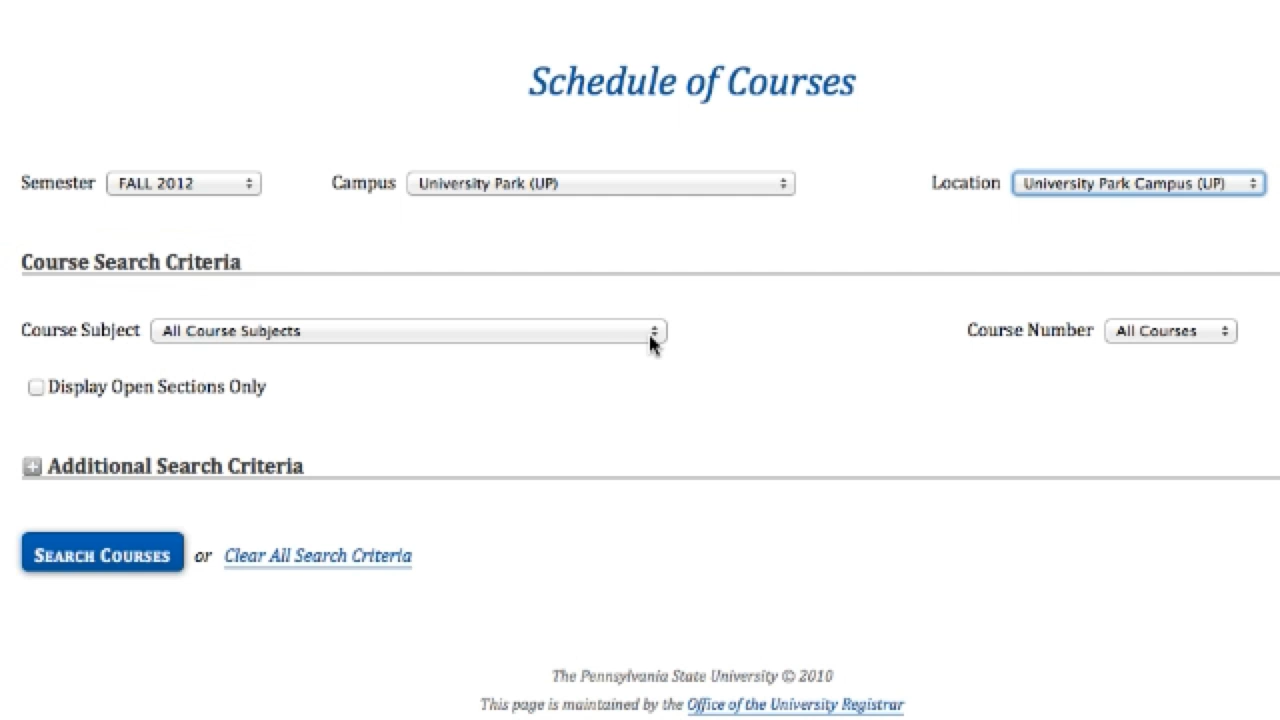 Schedule of Courses
Semester FALL 2012 Campus University Park (UP) Location University Park Campus (UP)
Course Search Criteria
Course Subject All Course Subjects Course Number All Courses
Display Open Sections Only
Additional Search Criteria
SEARCH COURSES or Clear All Search Criteria
The Pennsylvania State University © 2010
This page is maintained by the Office of the University Registrar